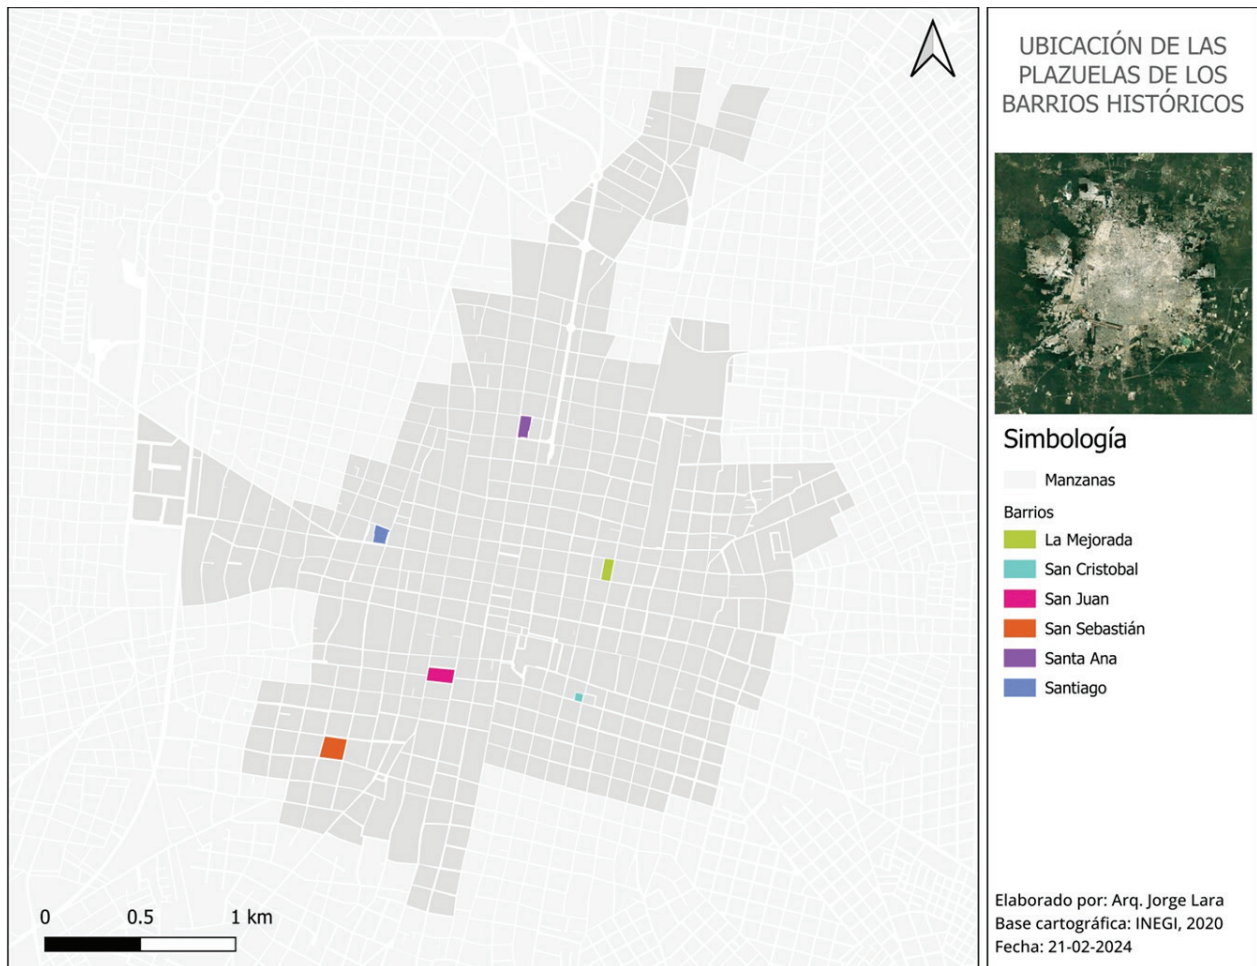 UBICACIÓN DE LAS
PLAZUELAS DE LOS
BARRIOS HISTÓRICOS
Simbología
Manzanas
Barrios
La Mejorada
San Cristobal
San Juan
San Sebastián
Santa Ana
Santiago
Elaborado por: Arq. Jorge Lara
Base cartográfica: INEGI, 2020
Fecha: 21-02-2024
0 0.5 1 km